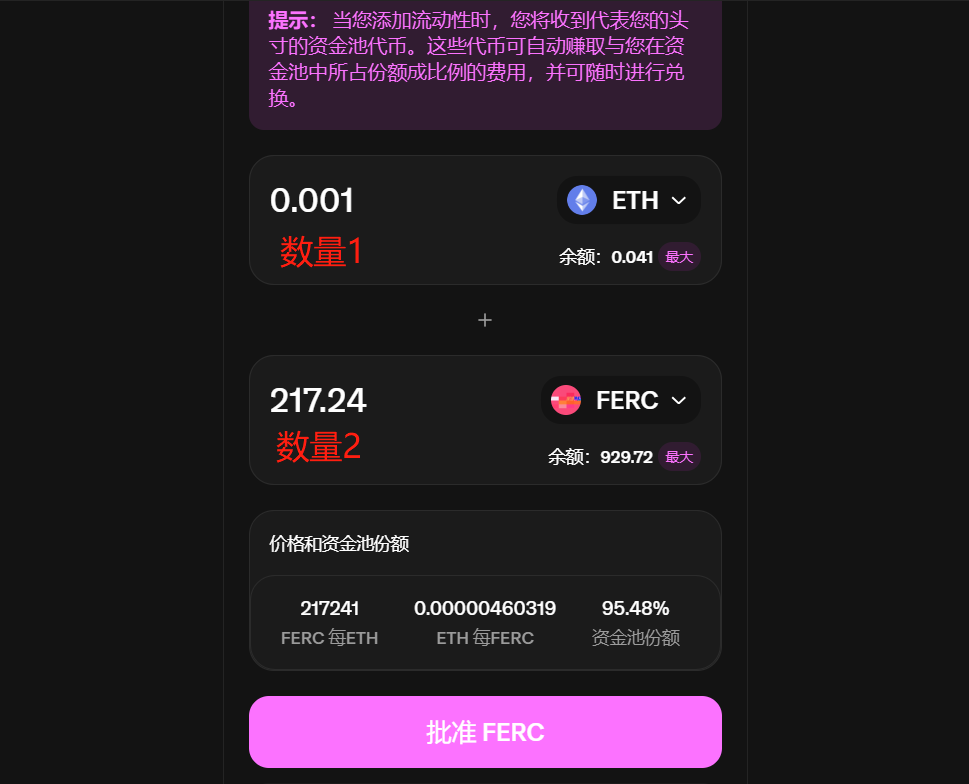 提示： 当您添加流动性时，您将收到代表您的头
寸的资金池代币。这些代币可自动赚取与您在资
金池中所占份额成比例的费用，并可随时进行兑
换。
0.001
ETH
数量1
余额：0.041 最大
+
217.24
FERC
数量2
余额：929.72 最大
价格和资金池份额
217241 0.00000460319 95.48%
FERC 每ETH ETH 每FERC 资金池份额
批准 FERC